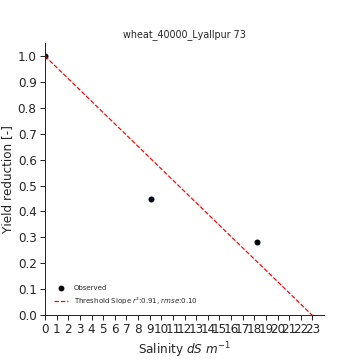 wheat_40000_Lyallpur 73
Yield reduction [-]
1.0
0.9
0.8
0.7
0.6
0.5
0.4
0.3
0.2
0.1
0.0
Observed
Threshold Slope r²:0.91, rmse:0.10
0 1 2 3 4 5 6 7 8 9 10 11 12 13 14 15 16 17 18 19 20 21 22 23
Salinity dS m⁻¹